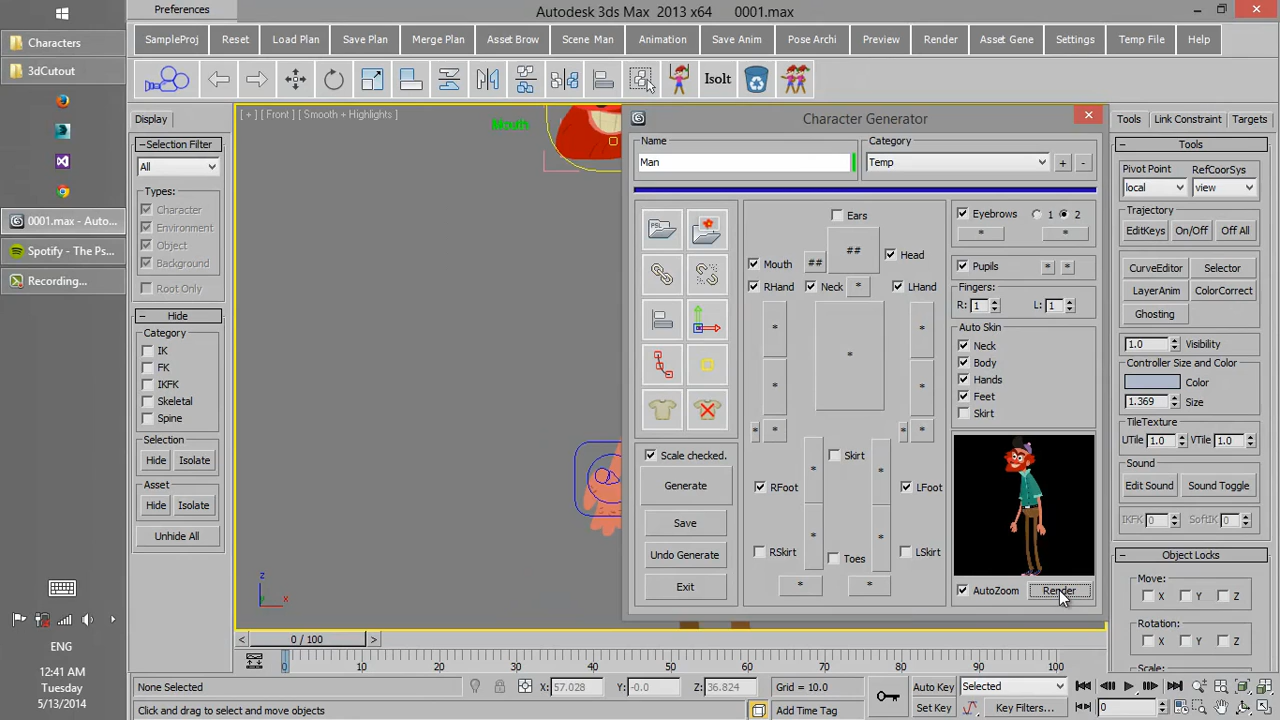 Preferences
Autodesk 3ds Max 2013 x64 0001.max
Characters
3dCutout
0001.max - Auto...
Spotify - The Ps...
Recording...
SampleProj Reset Load Plan Save Plan Merge Plan Asset Brow Scene Man Animation Save Anim Pose Archi Preview Render Asset Gene Settings Temp File Help
Isolt
Display
Selection Filter
All
Types:
Character
Environment
Object
Background
Root Only
Hide
Category
IK
FK
IKFK
Skeletal
Spine
Selection
Hide Isolate
Asset
Hide Isolate
Unhide All
[ + ] [ Front ] [ Smooth + Highlights ]
Mouth
z
x
Character Generator
Name
Man
Category
Temp
+ -
Ears
##
Mouth
##
Head
RHand
Neck
*
LHand
*
*
*
*
*
*
*
*
*
*
Skirt
*
*
RFoot
LFoot
*
*
RSkirt
Toes
LSkirt
*
*
Scale checked.
Generate
Save
Undo Generate
Exit
Eyebrows 1 2
* *
Pupils * *
Fingers:
R: 1 L: 1
Auto Skin
Neck
Body
Hands
Feet
Skirt
AutoZoom Render
Tools Link Constr Targets
Tools
Pivot Point RefCoorSys
local view
Trajectory
EditKeys On/Off Off All
CurveEditor Selector
LayerAnim ColorCorrect
Ghosting
1.0 Visibility
Controller Size and Color
Color
1.369 Size
TileTexture
UTile 1.0 VTile 1.0
Sound
Edit Sound Sound Toggle
IKFK 0 SoftIK 0
Object Locks
Move:
X Y Z
Rotation:
X Y Z
Scale:
< 0 / 100 >
0 10 20 30 40 50 60 70 80 90 100
None Selected X: 57.028 Y: -0.0 Z: 36.824 Grid = 10.0 Auto Key Selected
Click and drag to select and move objects Add Time Tag Set Key Key Filters... 0
ENG
12:41 AM
Tuesday
5/13/2014